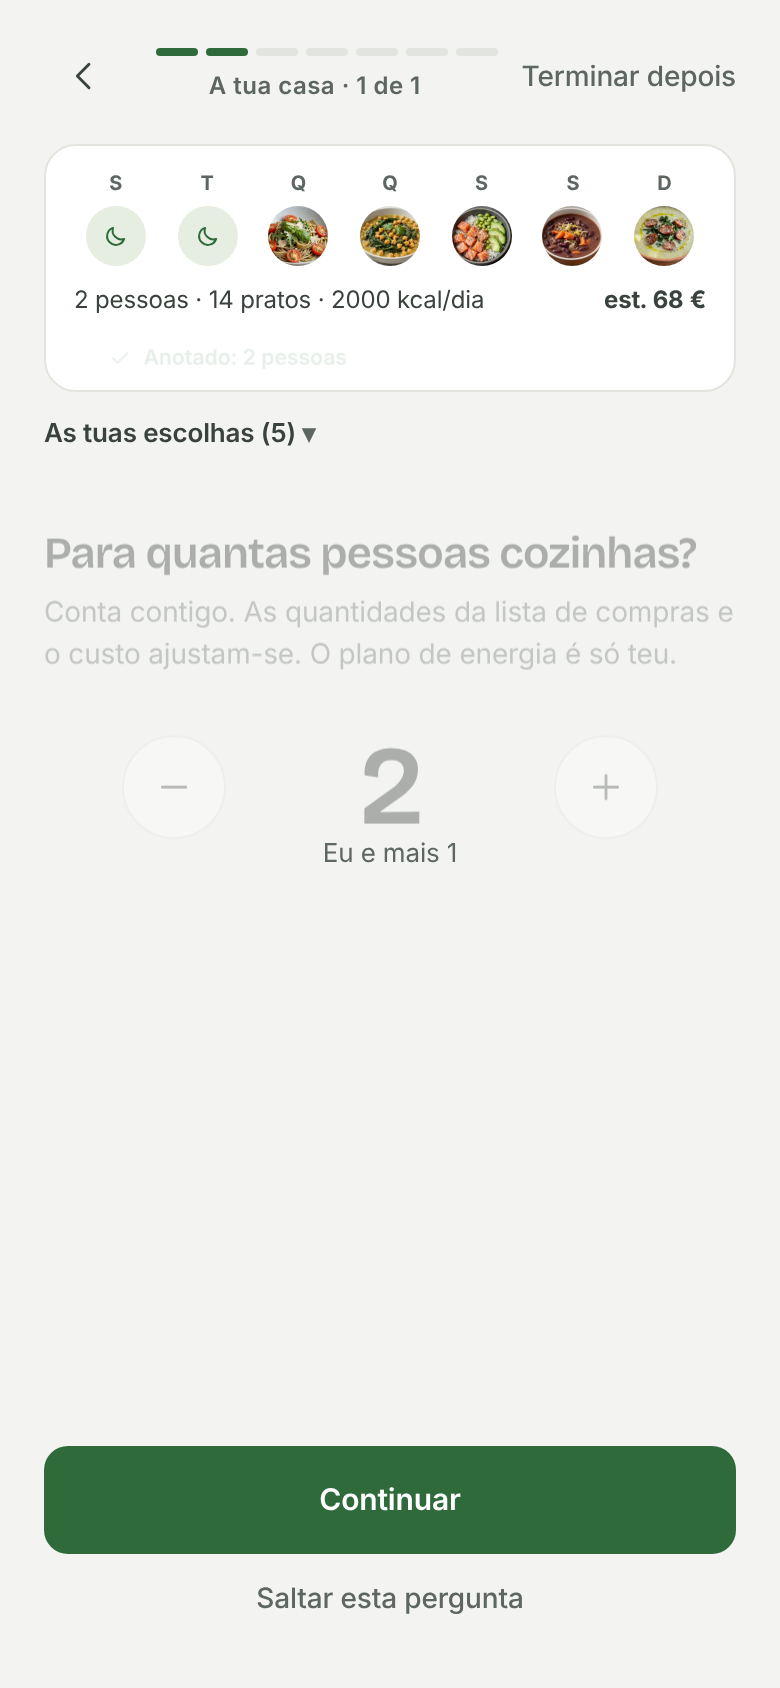 A tua casa · 1 de 1
Terminar depois
S T Q Q S S D
2 pessoas · 14 pratos · 2000 kcal/dia
est. 68 €
Anotado: 2 pessoas
As tuas escolhas (5) ▾
Para quantas pessoas cozinhas?
Conta contigo. As quantidades da lista de compras e
o custo ajustam-se. O plano de energia é só teu.
− 2 +
Eu e mais 1
Continuar
Saltar esta pergunta